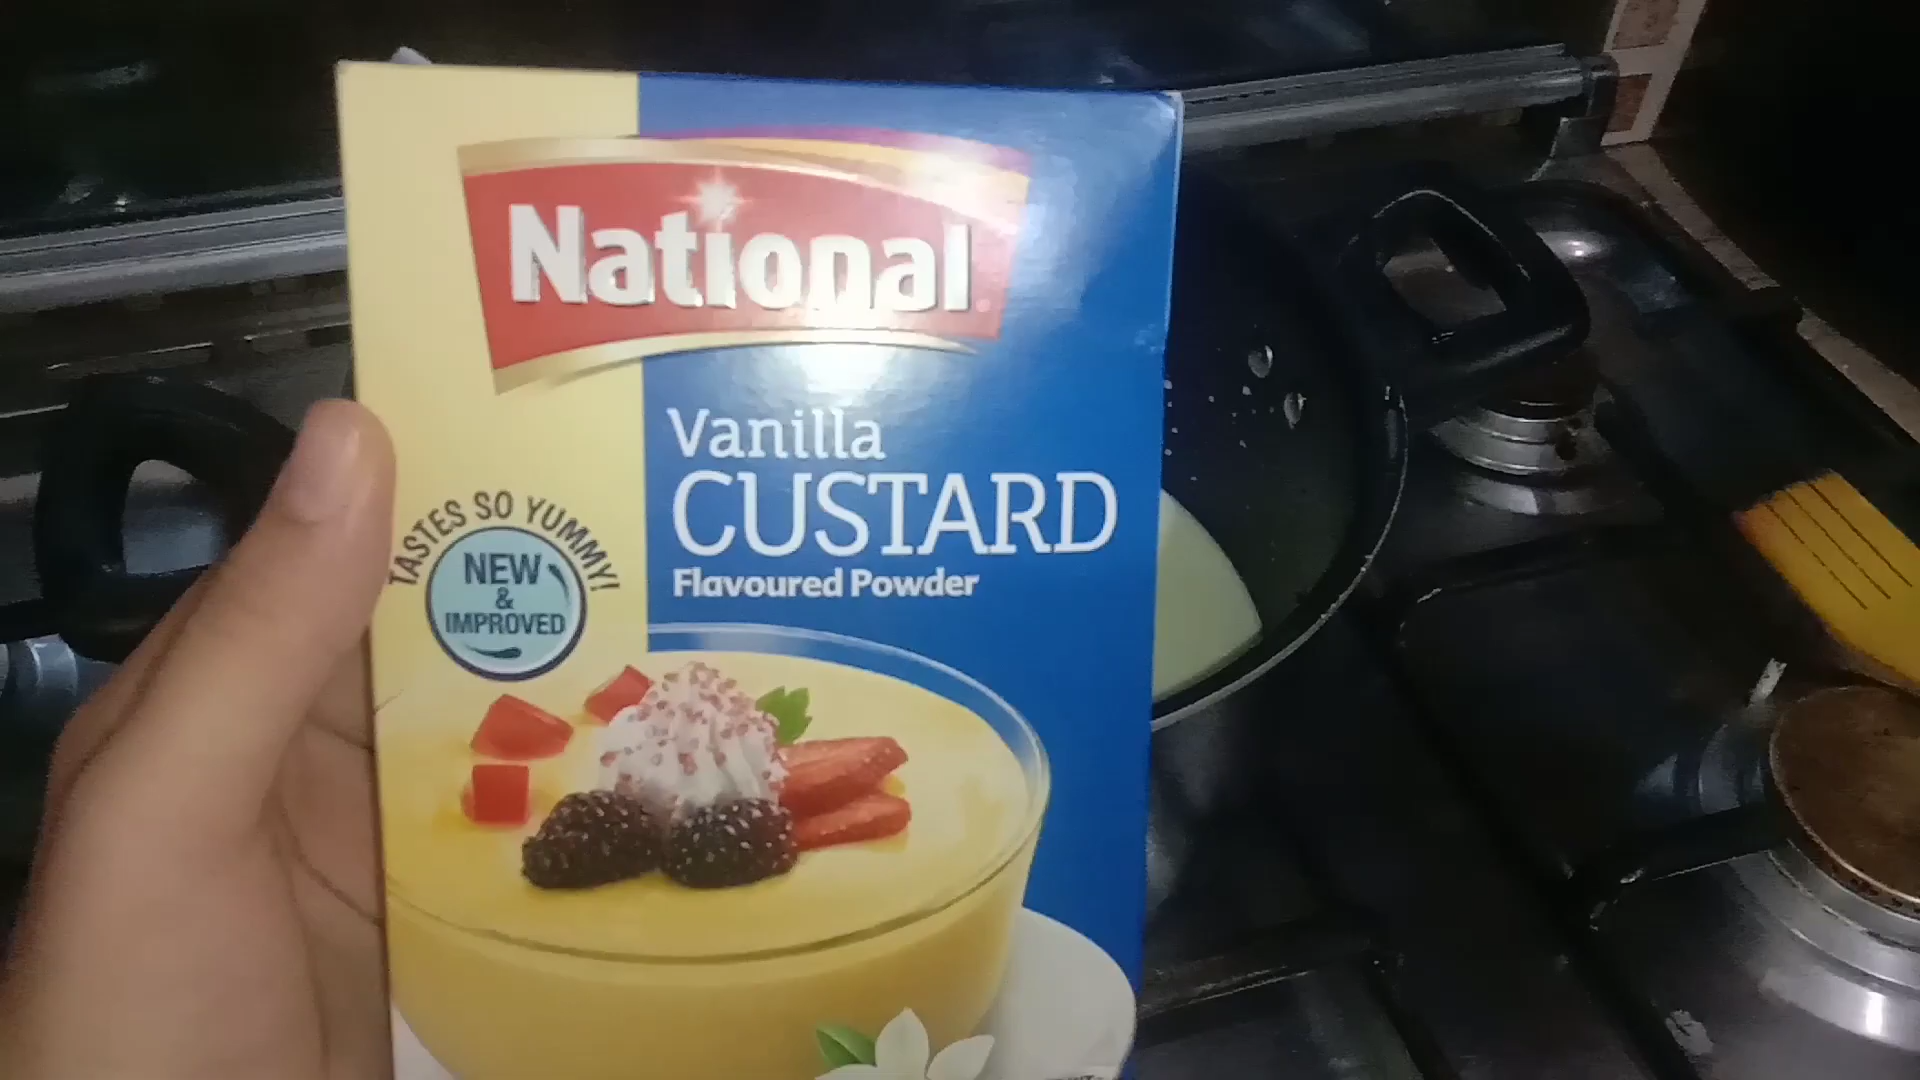 National
Vanilla
CUSTARD
Flavoured Powder
TASTES SO YUMMY!
NEW
&
IMPROVED